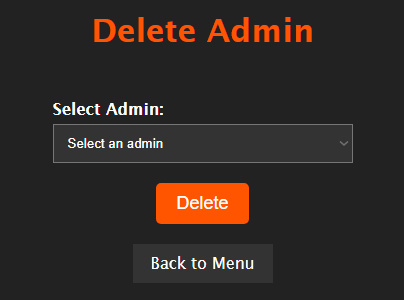 Delete Admin
Select Admin:
Select an admin
Delete
Back to Menu